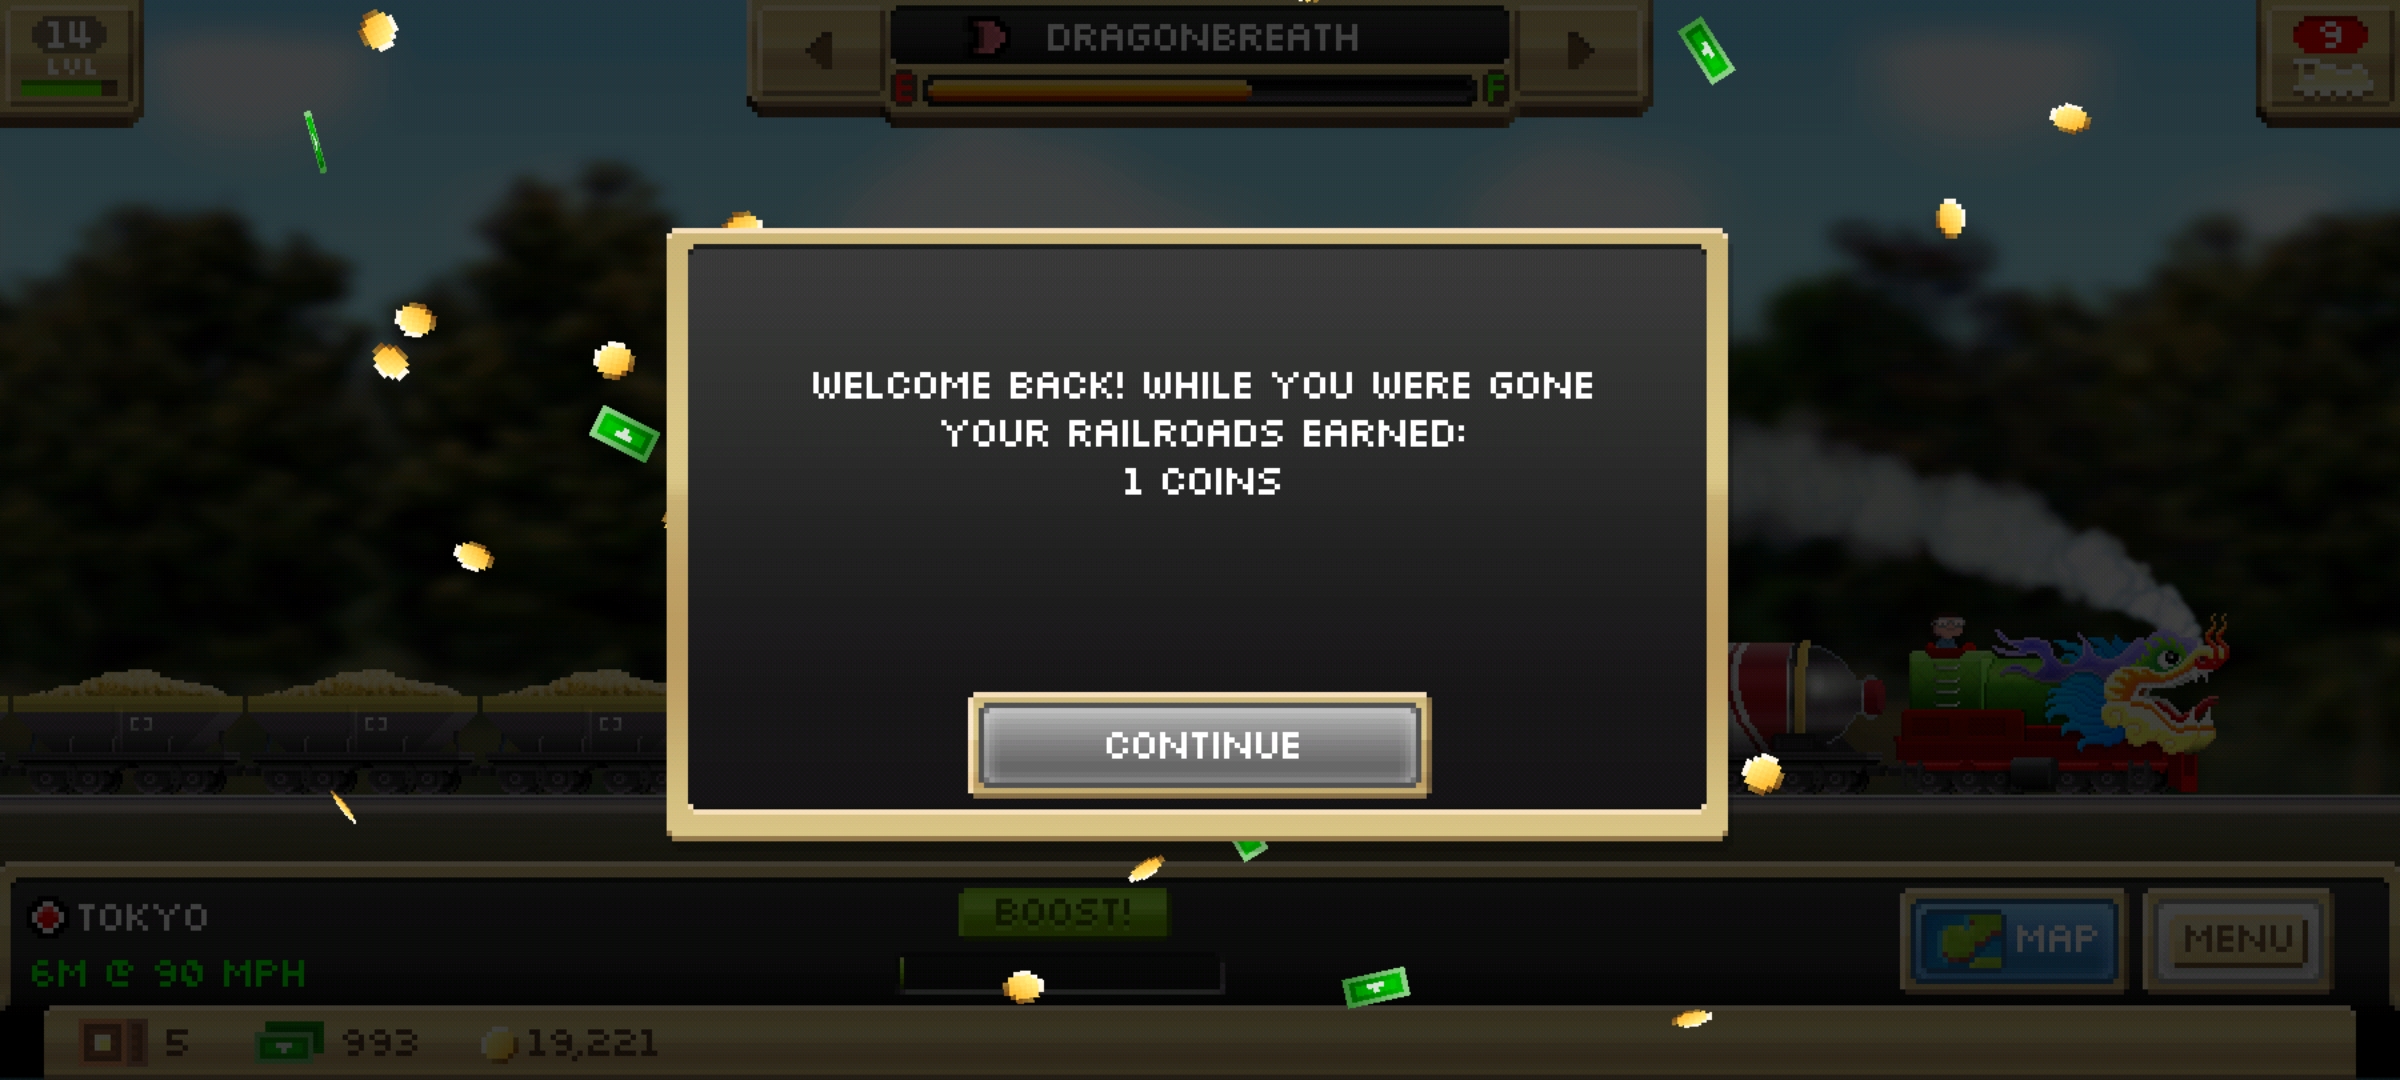 14
LVL
DRAGONBREATH
E
F
9
WELCOME BACK! WHILE YOU WERE GONE
YOUR RAILROADS EARNED:
1 COINS
CONTINUE
TOKYO
6M @ 90 MPH
BOOST!
MAP
MENU
5
993
19,221